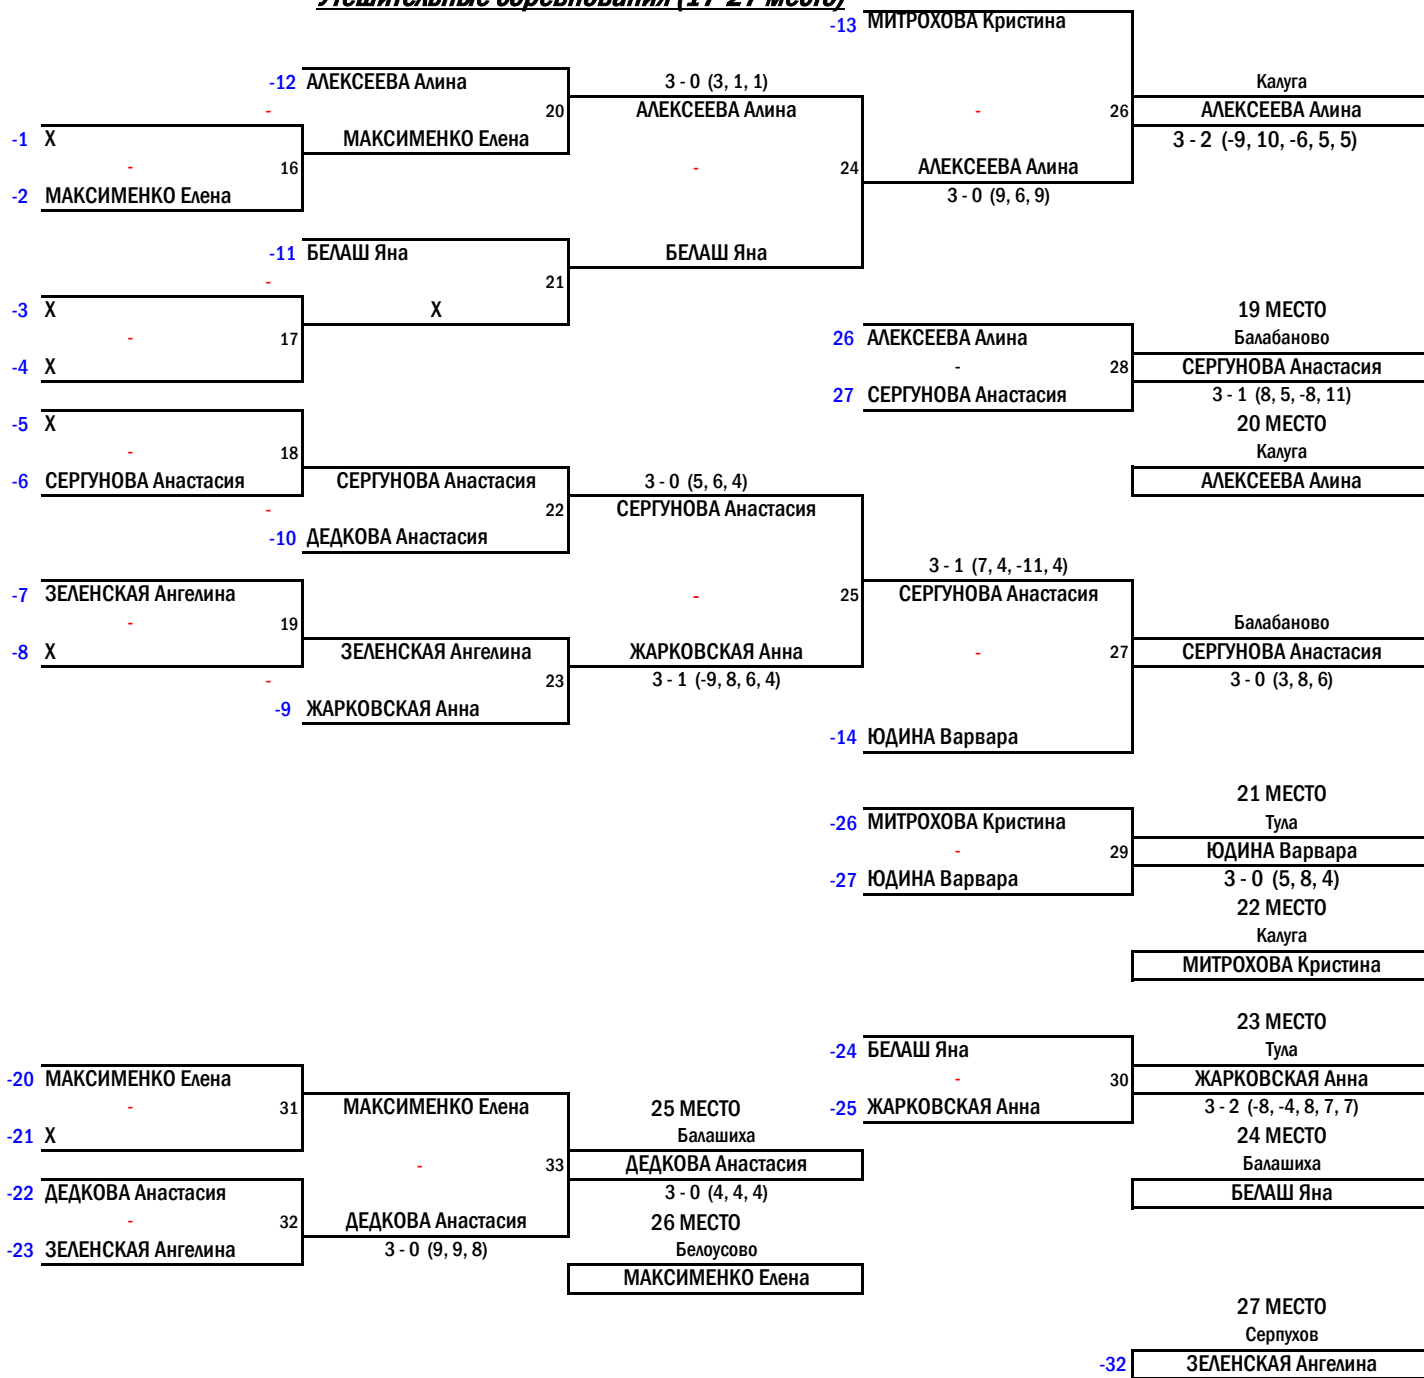 Утешительные соревнования (17-27 место)
-13 МИТРОХОВА Кристина
-12 АЛЕКСЕЕВА Алина
3 - 0 (3, 1, 1)
Калуга
-
20
АЛЕКСЕЕВА Алина
-
26
АЛЕКСЕЕВА Алина
-1 X
МАКСИМЕНКО Елена
3 - 2 (-9, 10, -6, 5, 5)
-
16
-
24
АЛЕКСЕЕВА Алина
-2 МАКСИМЕНКО Елена
3 - 0 (9, 6, 9)
-11 БЕЛАШ Яна
БЕЛАШ Яна
-
21
-3 X
X
19 МЕСТО
-
17
26 АЛЕКСЕЕВА Алина
Балабаново
-4 X
-
28
СЕРГУНОВА Анастасия
27 СЕРГУНОВА Анастасия
3 - 1 (8, 5, -8, 11)
-5 X
20 МЕСТО
-
18
Калуга
-6 СЕРГУНОВА Анастасия
СЕРГУНОВА Анастасия
3 - 0 (5, 6, 4)
АЛЕКСЕЕВА Алина
-
22
СЕРГУНОВА Анастасия
-10 ДЕДКОВА Анастасия
3 - 1 (7, 4, -11, 4)
-7 ЗЕЛЕНСКАЯ Ангелина
-
25
СЕРГУНОВА Анастасия
-
19
Балабаново
-8 X
ЗЕЛЕНСКАЯ Ангелина
ЖАРКОВСКАЯ Анна
-
27
СЕРГУНОВА Анастасия
-
23
3 - 1 (-9, 8, 6, 4)
3 - 0 (3, 8, 6)
-9 ЖАРКОВСКАЯ Анна
-14 ЮДИНА Варвара
21 МЕСТО
-26 МИТРОХОВА Кристина
Тула
-
29
ЮДИНА Варвара
-27 ЮДИНА Варвара
3 - 0 (5, 8, 4)
22 МЕСТО
Калуга
МИТРОХОВА Кристина
23 МЕСТО
-24 БЕЛАШ Яна
Тула
-20 МАКСИМЕНКО Елена
-
30
ЖАРКОВСКАЯ Анна
-
31
МАКСИМЕНКО Елена
25 МЕСТО
-25 ЖАРКОВСКАЯ Анна
3 - 2 (-8, -4, 8, 7, 7)
-21 X
Балашиха
24 МЕСТО
-
33
ДЕДКОВА Анастасия
Балашиха
-22 ДЕДКОВА Анастасия
3 - 0 (4, 4, 4)
БЕЛАШ Яна
-
32
ДЕДКОВА Анастасия
26 МЕСТО
-23 ЗЕЛЕНСКАЯ Ангелина
3 - 0 (9, 9, 8)
Белоусово
МАКСИМЕНКО Елена
27 МЕСТО
Серпухов
-32 ЗЕЛЕНСКАЯ Ангелина